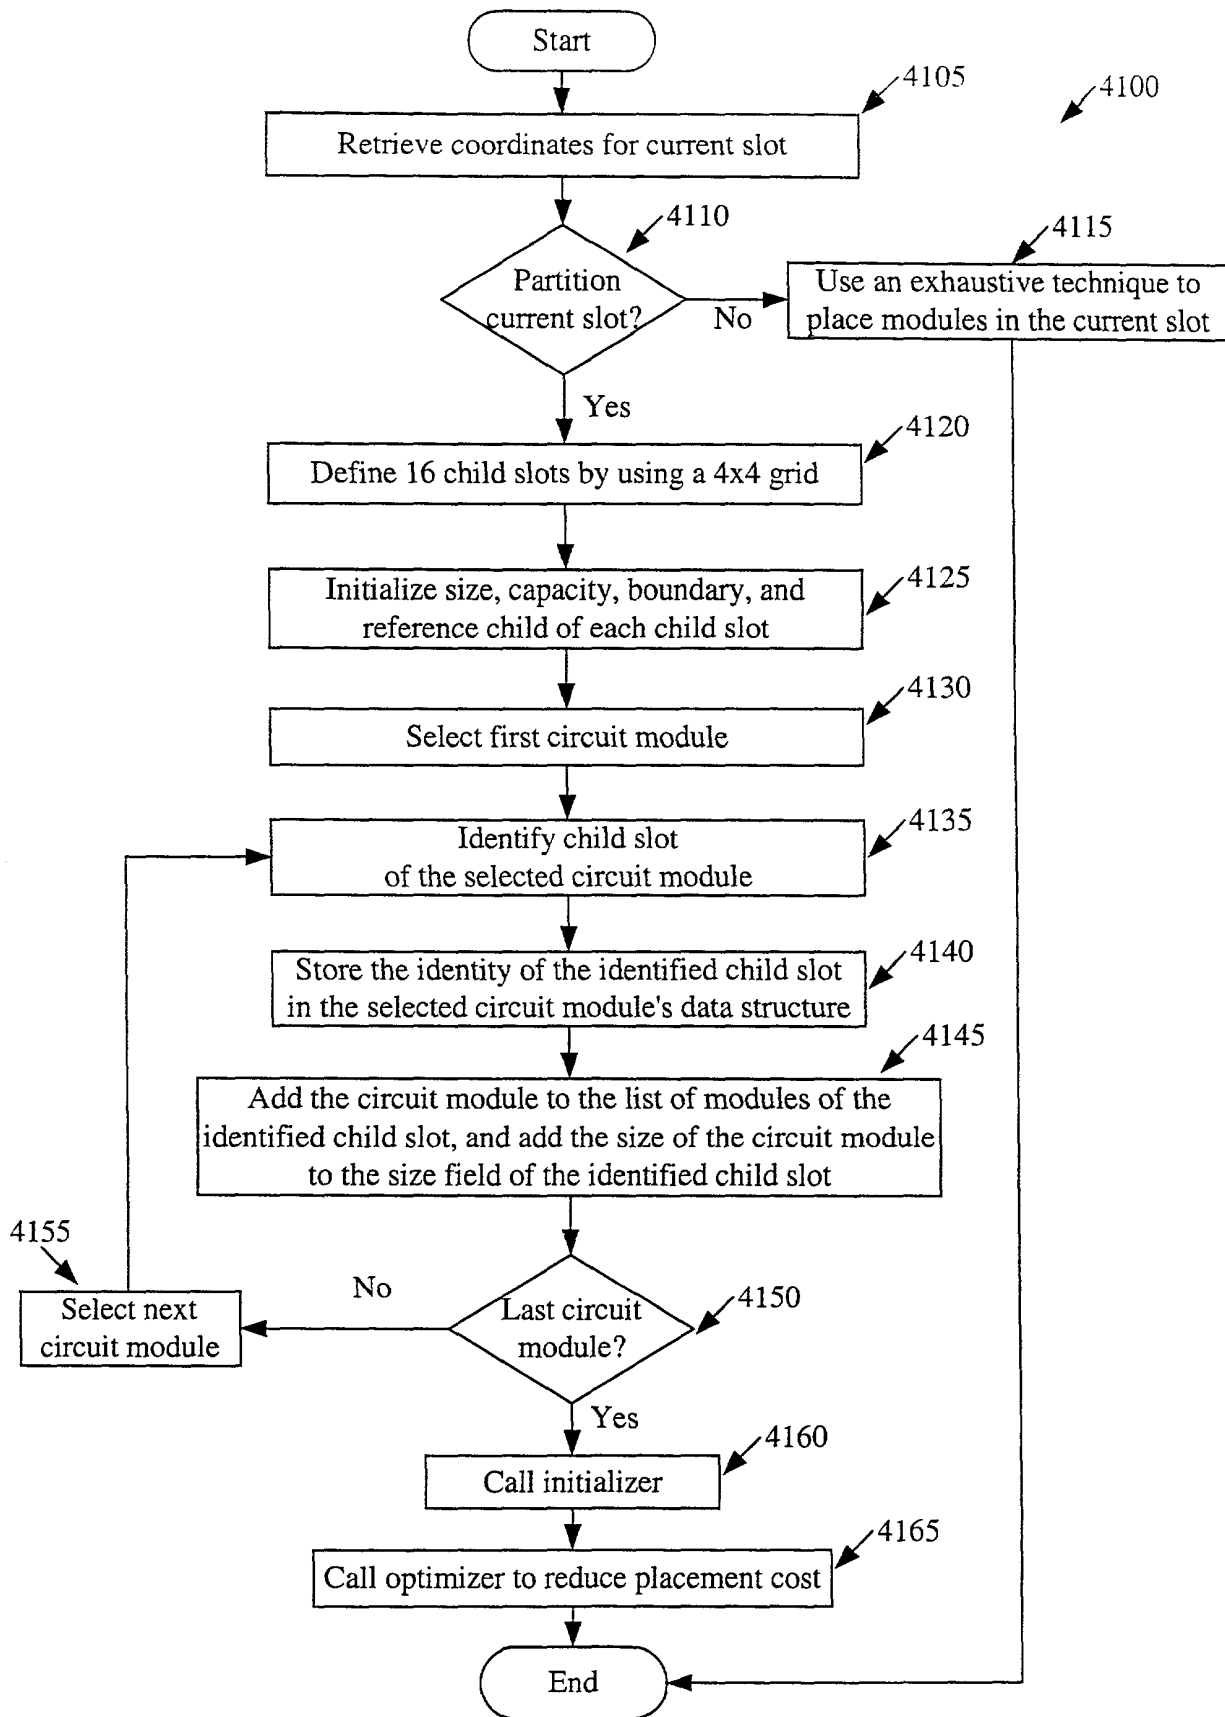 Start
4105
4100
Retrieve coordinates for current slot
4110
4115
Partition
current slot?
No
Use an exhaustive technique to
place modules in the current slot
Yes
4120
Define 16 child slots by using a 4x4 grid
4125
Initialize size, capacity, boundary, and
reference child of each child slot
4130
Select first circuit module
4135
Identify child slot
of the selected circuit module
4140
Store the identity of the identified child slot
in the selected circuit module's data structure
4145
Add the circuit module to the list of modules of the
identified child slot, and add the size of the circuit module
to the size field of the identified child slot
4155
Select next
circuit module
No
Last circuit
module?
4150
Yes
4160
Call initializer
4165
Call optimizer to reduce placement cost
End